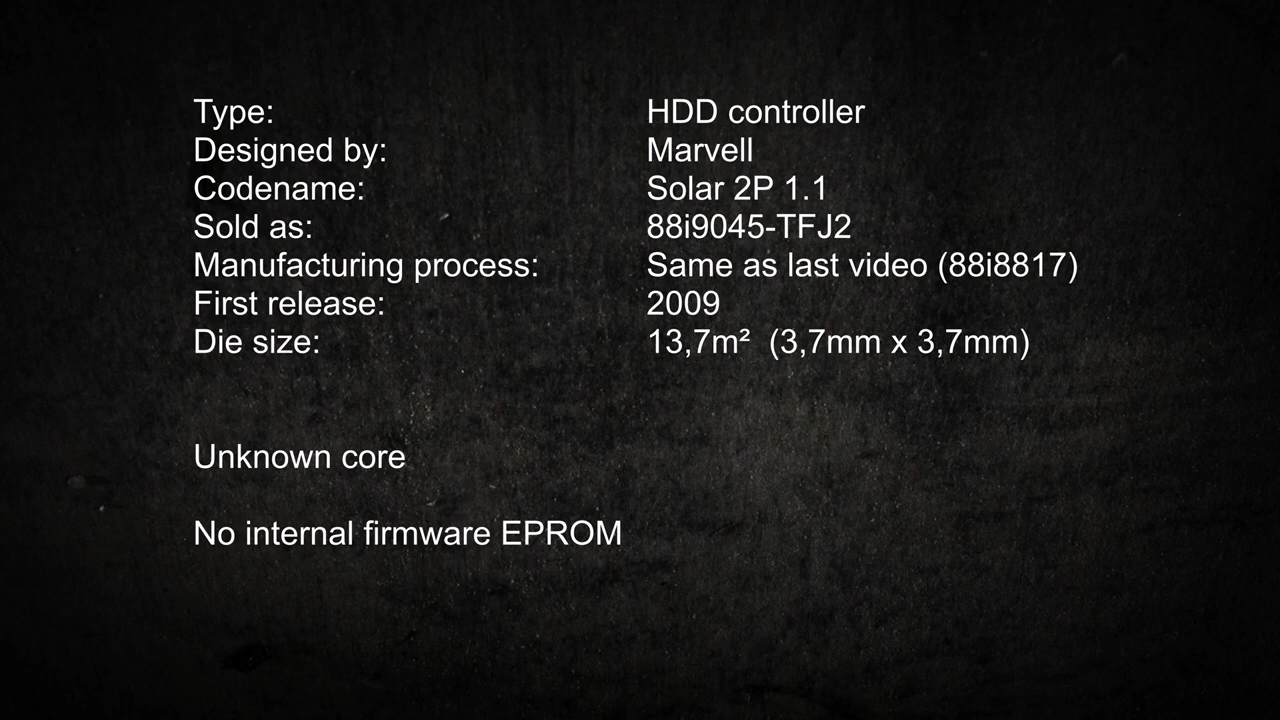 Type: HDD controller
Designed by: Marvell
Codename: Solar 2P 1.1
Sold as: 88i9045-TFJ2
Manufacturing process: Same as last video (88i8817)
First release: 2009
Die size: 13,7m² (3,7mm x 3,7mm)
Unknown core
No internal firmware EPROM